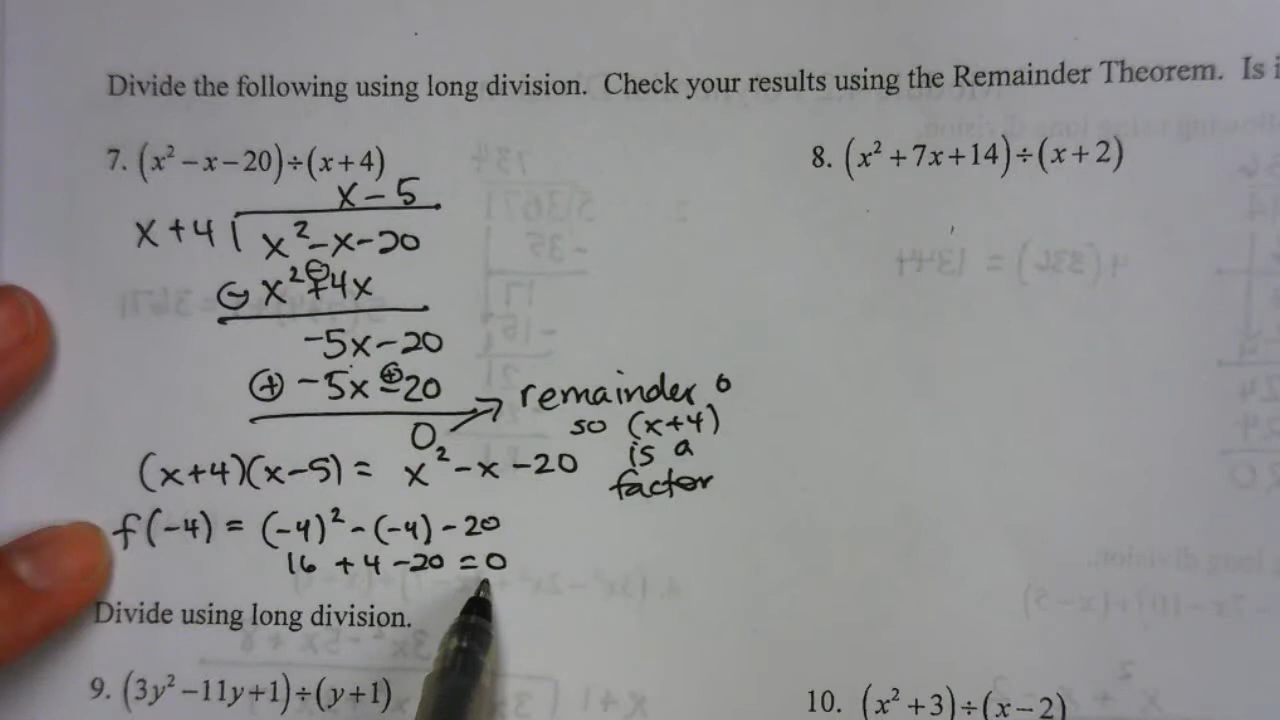 Divide the following using long division. Check your results using the Remainder Theorem. Is
7. (x² − x − 20) ÷ (x + 4)
x − 5
x + 4 x² − x − 20
⊖ x² ⊖+ 4x
−5x − 20
⊕ −5x ⊕− 20
0
remainder 0
so (x+4)
is a
factor
(x+4)(x−5) = x² − x − 20
f(−4) = (−4)² − (−4) − 20
16 + 4 − 20 = 0
8. (x² + 7x + 14) ÷ (x + 2)
Divide using long division.
9. (3y² − 11y + 1) ÷ (y + 1)
10. (x² + 3) ÷ (x − 2)